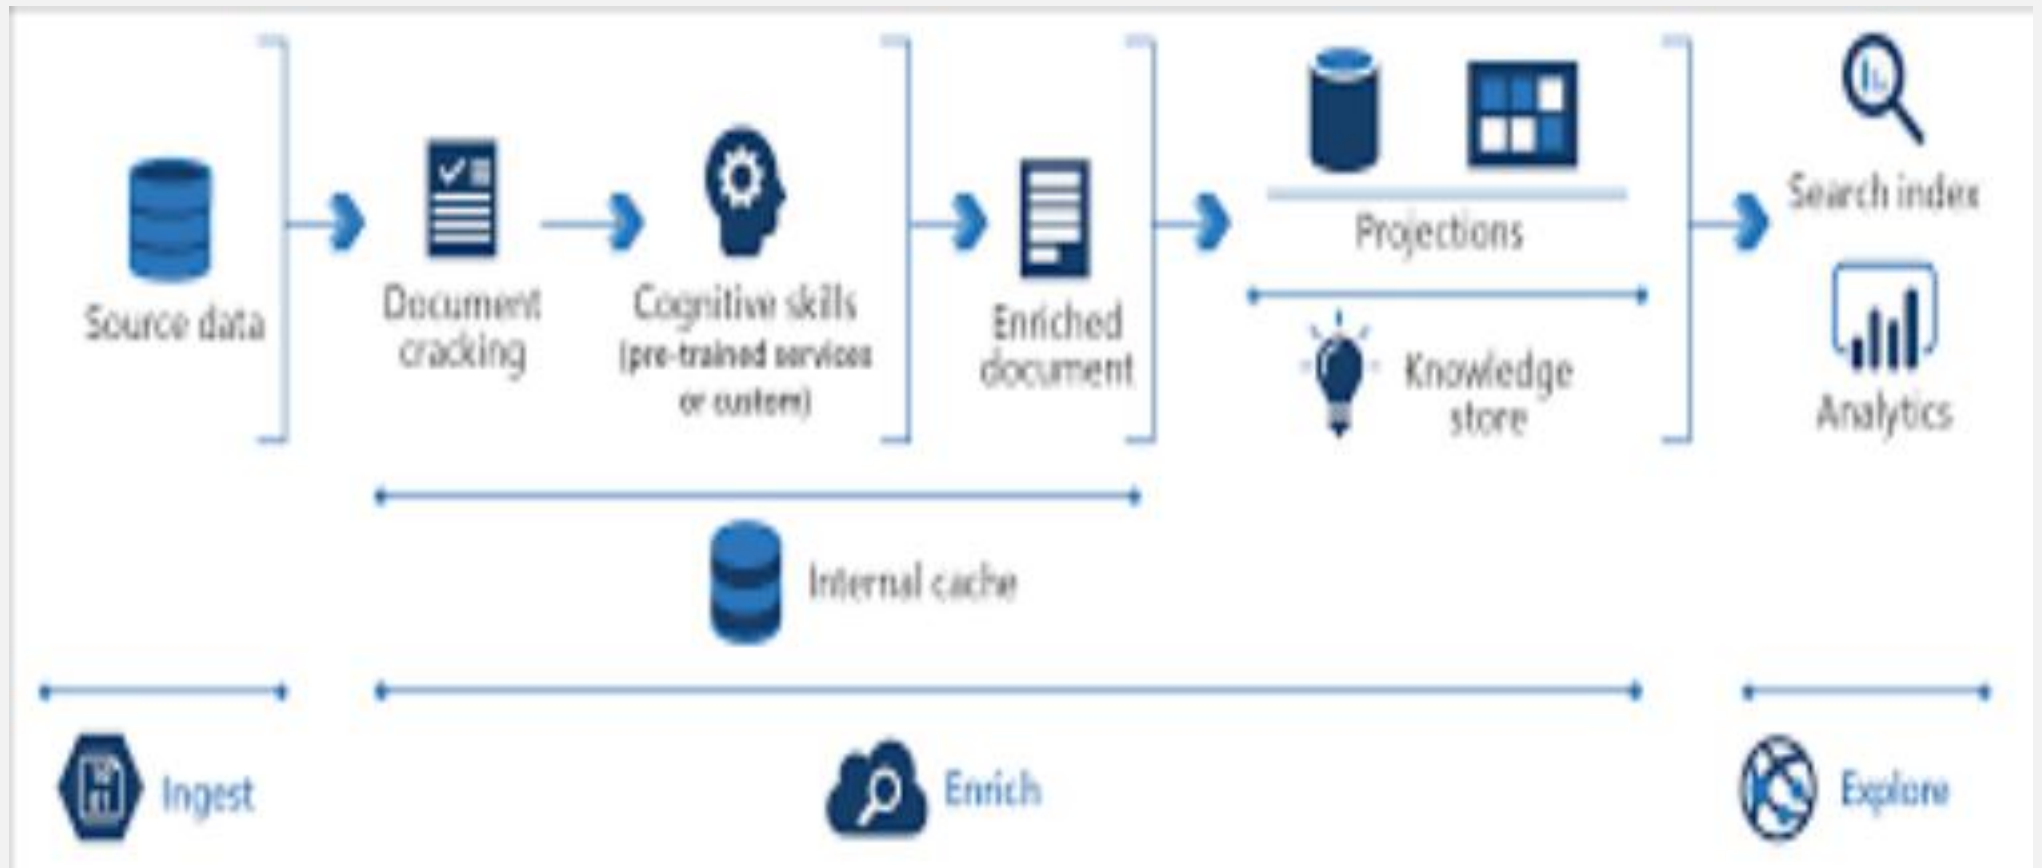 Source data
Document
cracking
Cognitive skills
(pre-trained services
or custom)
Enriched
document
Projections
Knowledge
store
Search index
Analytics
Internal cache
Ingest
Enrich
Explore